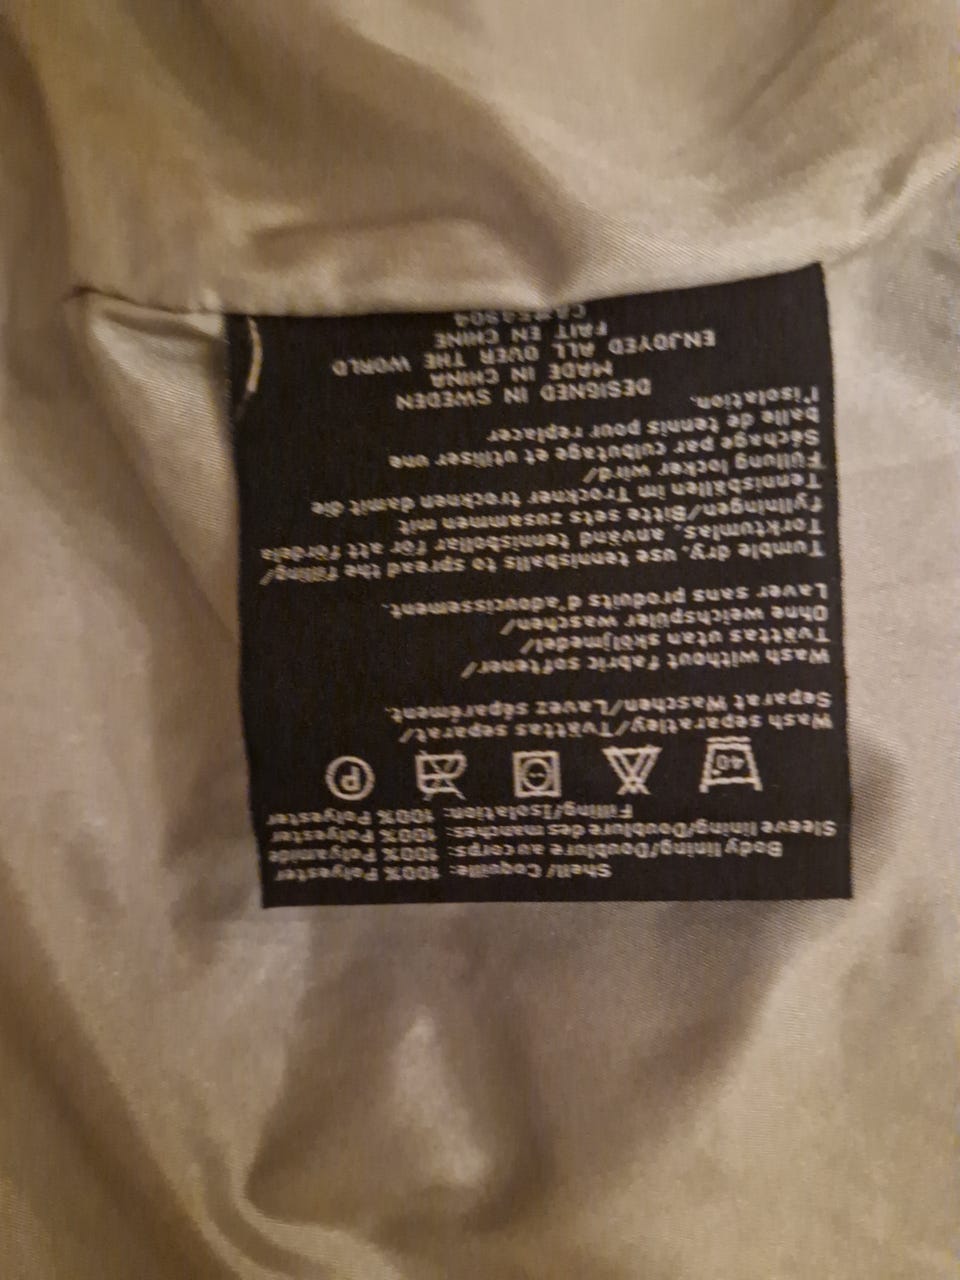 Shell/Coquille: 100% Polyester
Body lining/Doublure au corps: 100% Polyamide
Sleeve lining/Doublure des manches: 100% Polyester
Filling/Isolation: 100% Polyester
40° P
Wash separatley/Tvättas separat/
Separat Waschen/Lavez séparément.
Wash without fabric softener/
Tvättas utan sköljmedel/
Ohne weichspüler waschen/
Laver sans produits d'adoucissement.
Tumble dry, use tennisballs to spread the filling/
Torktumlas, använd tennisbollar för att fördela
fyllningen/Bitte sets zusammen mit
Tennisbällen im Trockner trocknen damit die
Füllung locker wird/
Séchage par culbutage et utiliser une
balle de tennis pour replacer
l'isolation.
DESIGNED IN SWEDEN
MADE IN CHINA
ENJOYED ALL OVER THE WORLD
FAIT EN CHINE